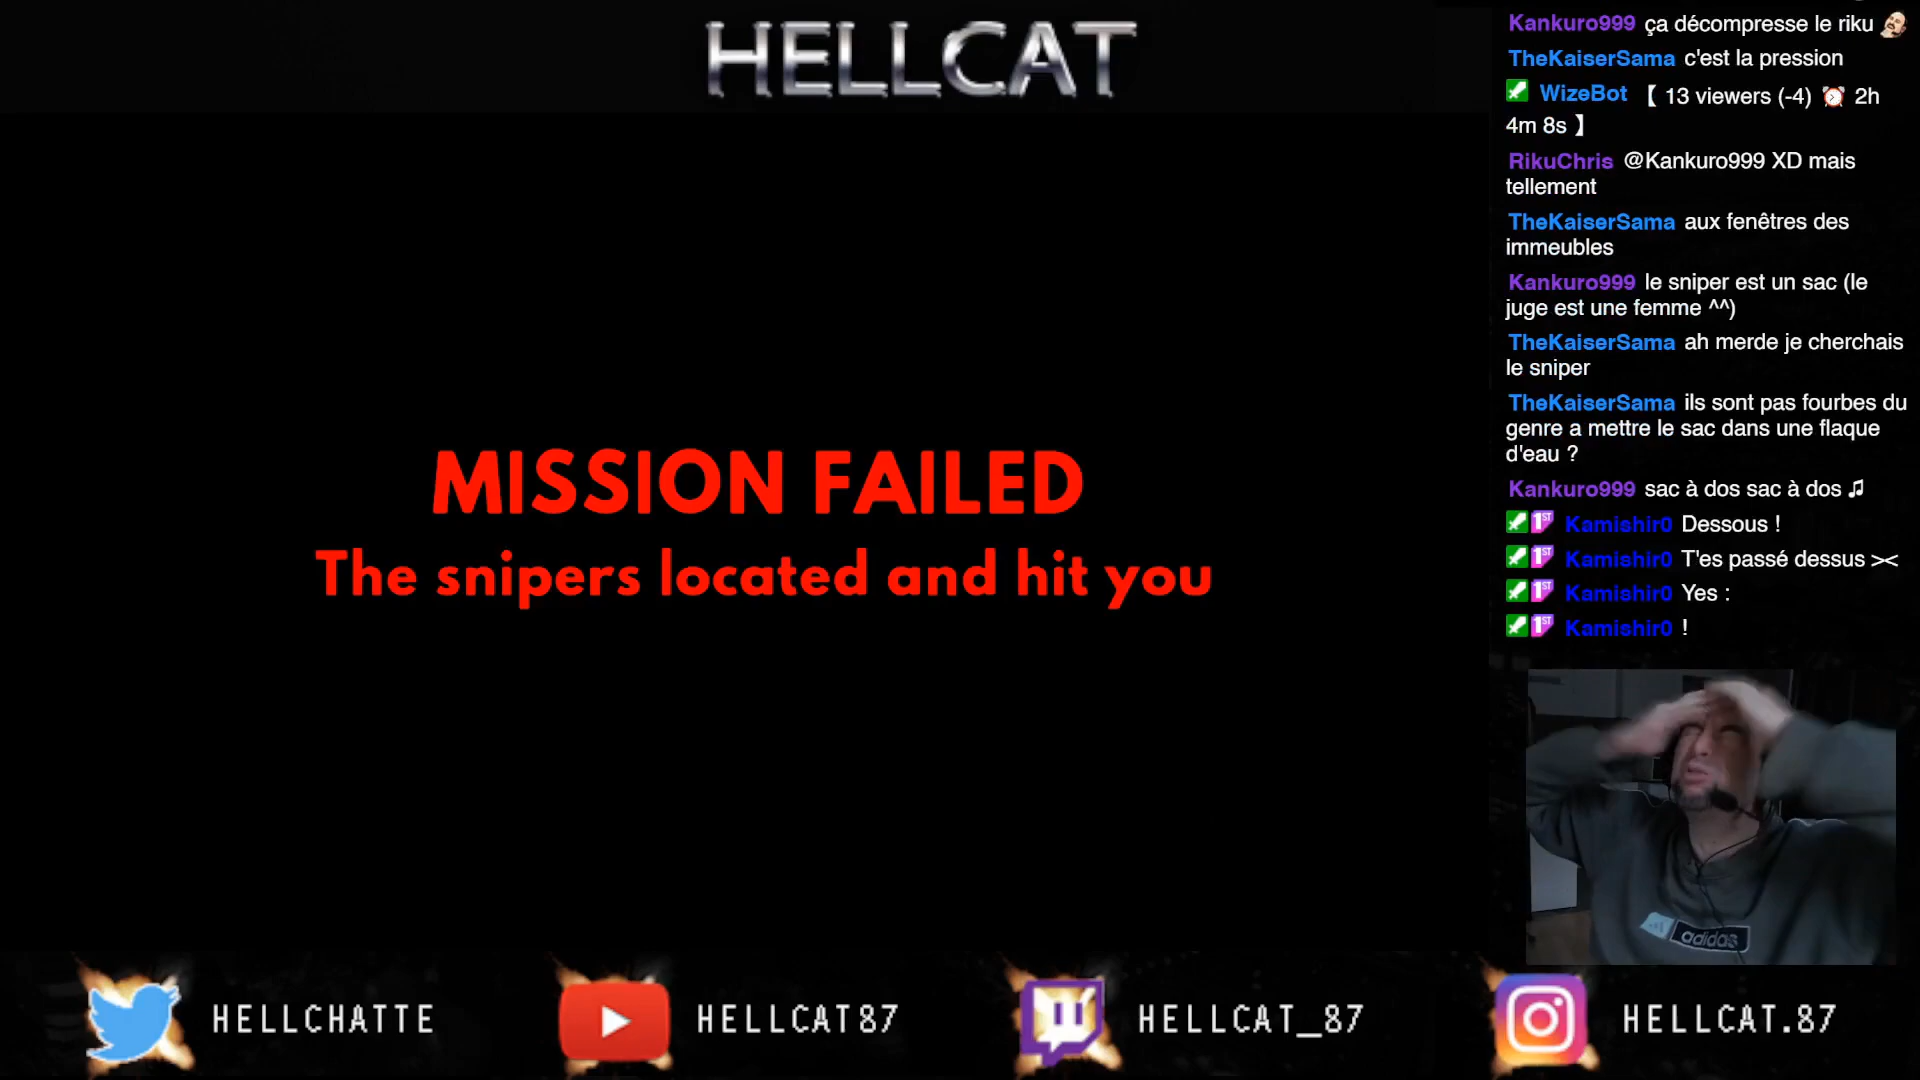 HELLCAT
MISSION FAILED
The snipers located and hit you
Kankuro999 ça décompresse le riku
TheKaiserSama c'est la pression
WizeBot 【 13 viewers (-4) ⏰ 2h
4m 8s 】
RikuChris @Kankuro999 XD mais
tellement
TheKaiserSama aux fenêtres des
immeubles
Kankuro999 le sniper est un sac (le
juge est une femme ^^)
TheKaiserSama ah merde je cherchais
le sniper
TheKaiserSama ils sont pas fourbes du
genre a mettre le sac dans une flaque
d'eau ?
Kankuro999 sac à dos sac à dos ♫
1ST Kamishir0 Dessous !
1ST Kamishir0 T'es passé dessus ><
1ST Kamishir0 Yes :
1ST Kamishir0 !
adidas
HELLCHATTE
HELLCAT87
HELLCAT_87
HELLCAT.87